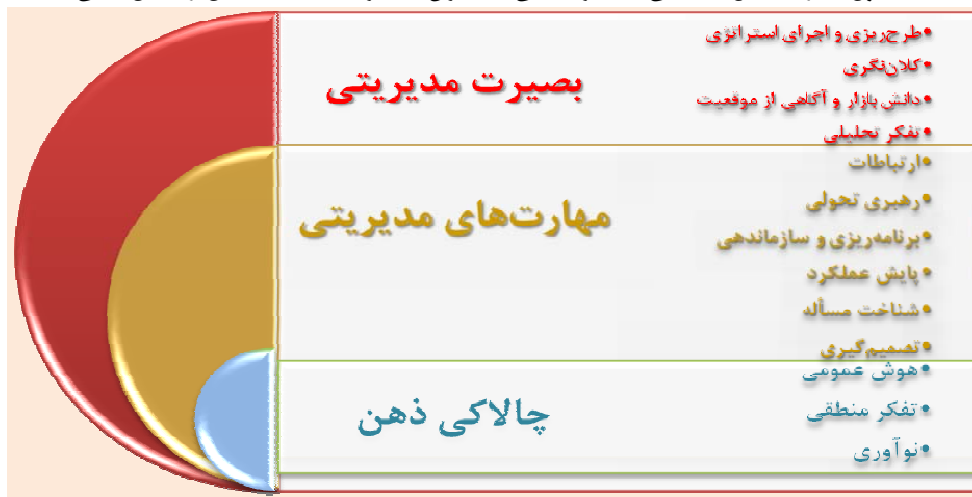 بصیرت مدیریتی
•طرح‌ریزی و اجرای استراتژی
•کلان‌نگری
•دانش بازار و آگاهی از موقعیت
•تفکر تحلیلی
مهارت‌های مدیریتی
•ارتباطات
•رهبری تحولی
•برنامه‌ریزی و سازماندهی
•پایش عملکرد
•شناخت مسأله
•تصمیم‌گیری
چالاکی ذهن
•هوش عمومی
•تفکر منطقی
•نوآوری